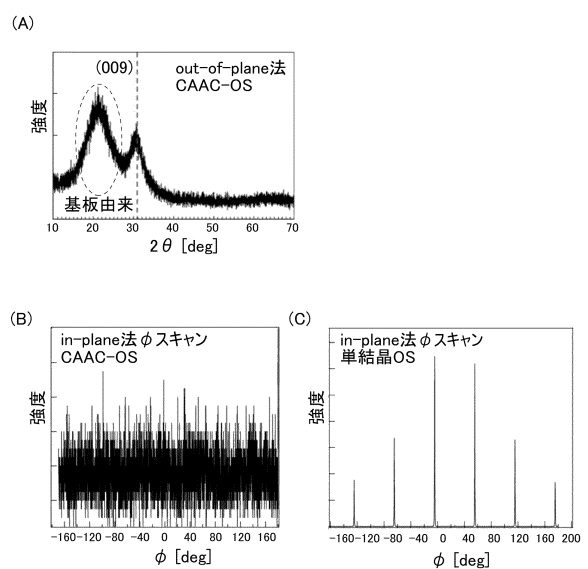 (A)
(009)
out-of-plane法
CAAC-OS
強度
基板由来
10 20 30 40 50 60 70
2θ [deg]
(B)
in-plane法φスキャン
CAAC-OS
強度
-160 -120 -80 -40 0 40 80 120 160
φ [deg]
(C)
in-plane法φスキャン
単結晶OS
強度
-160 -120 -80 -40 0 40 80 120 160 200
φ [deg]